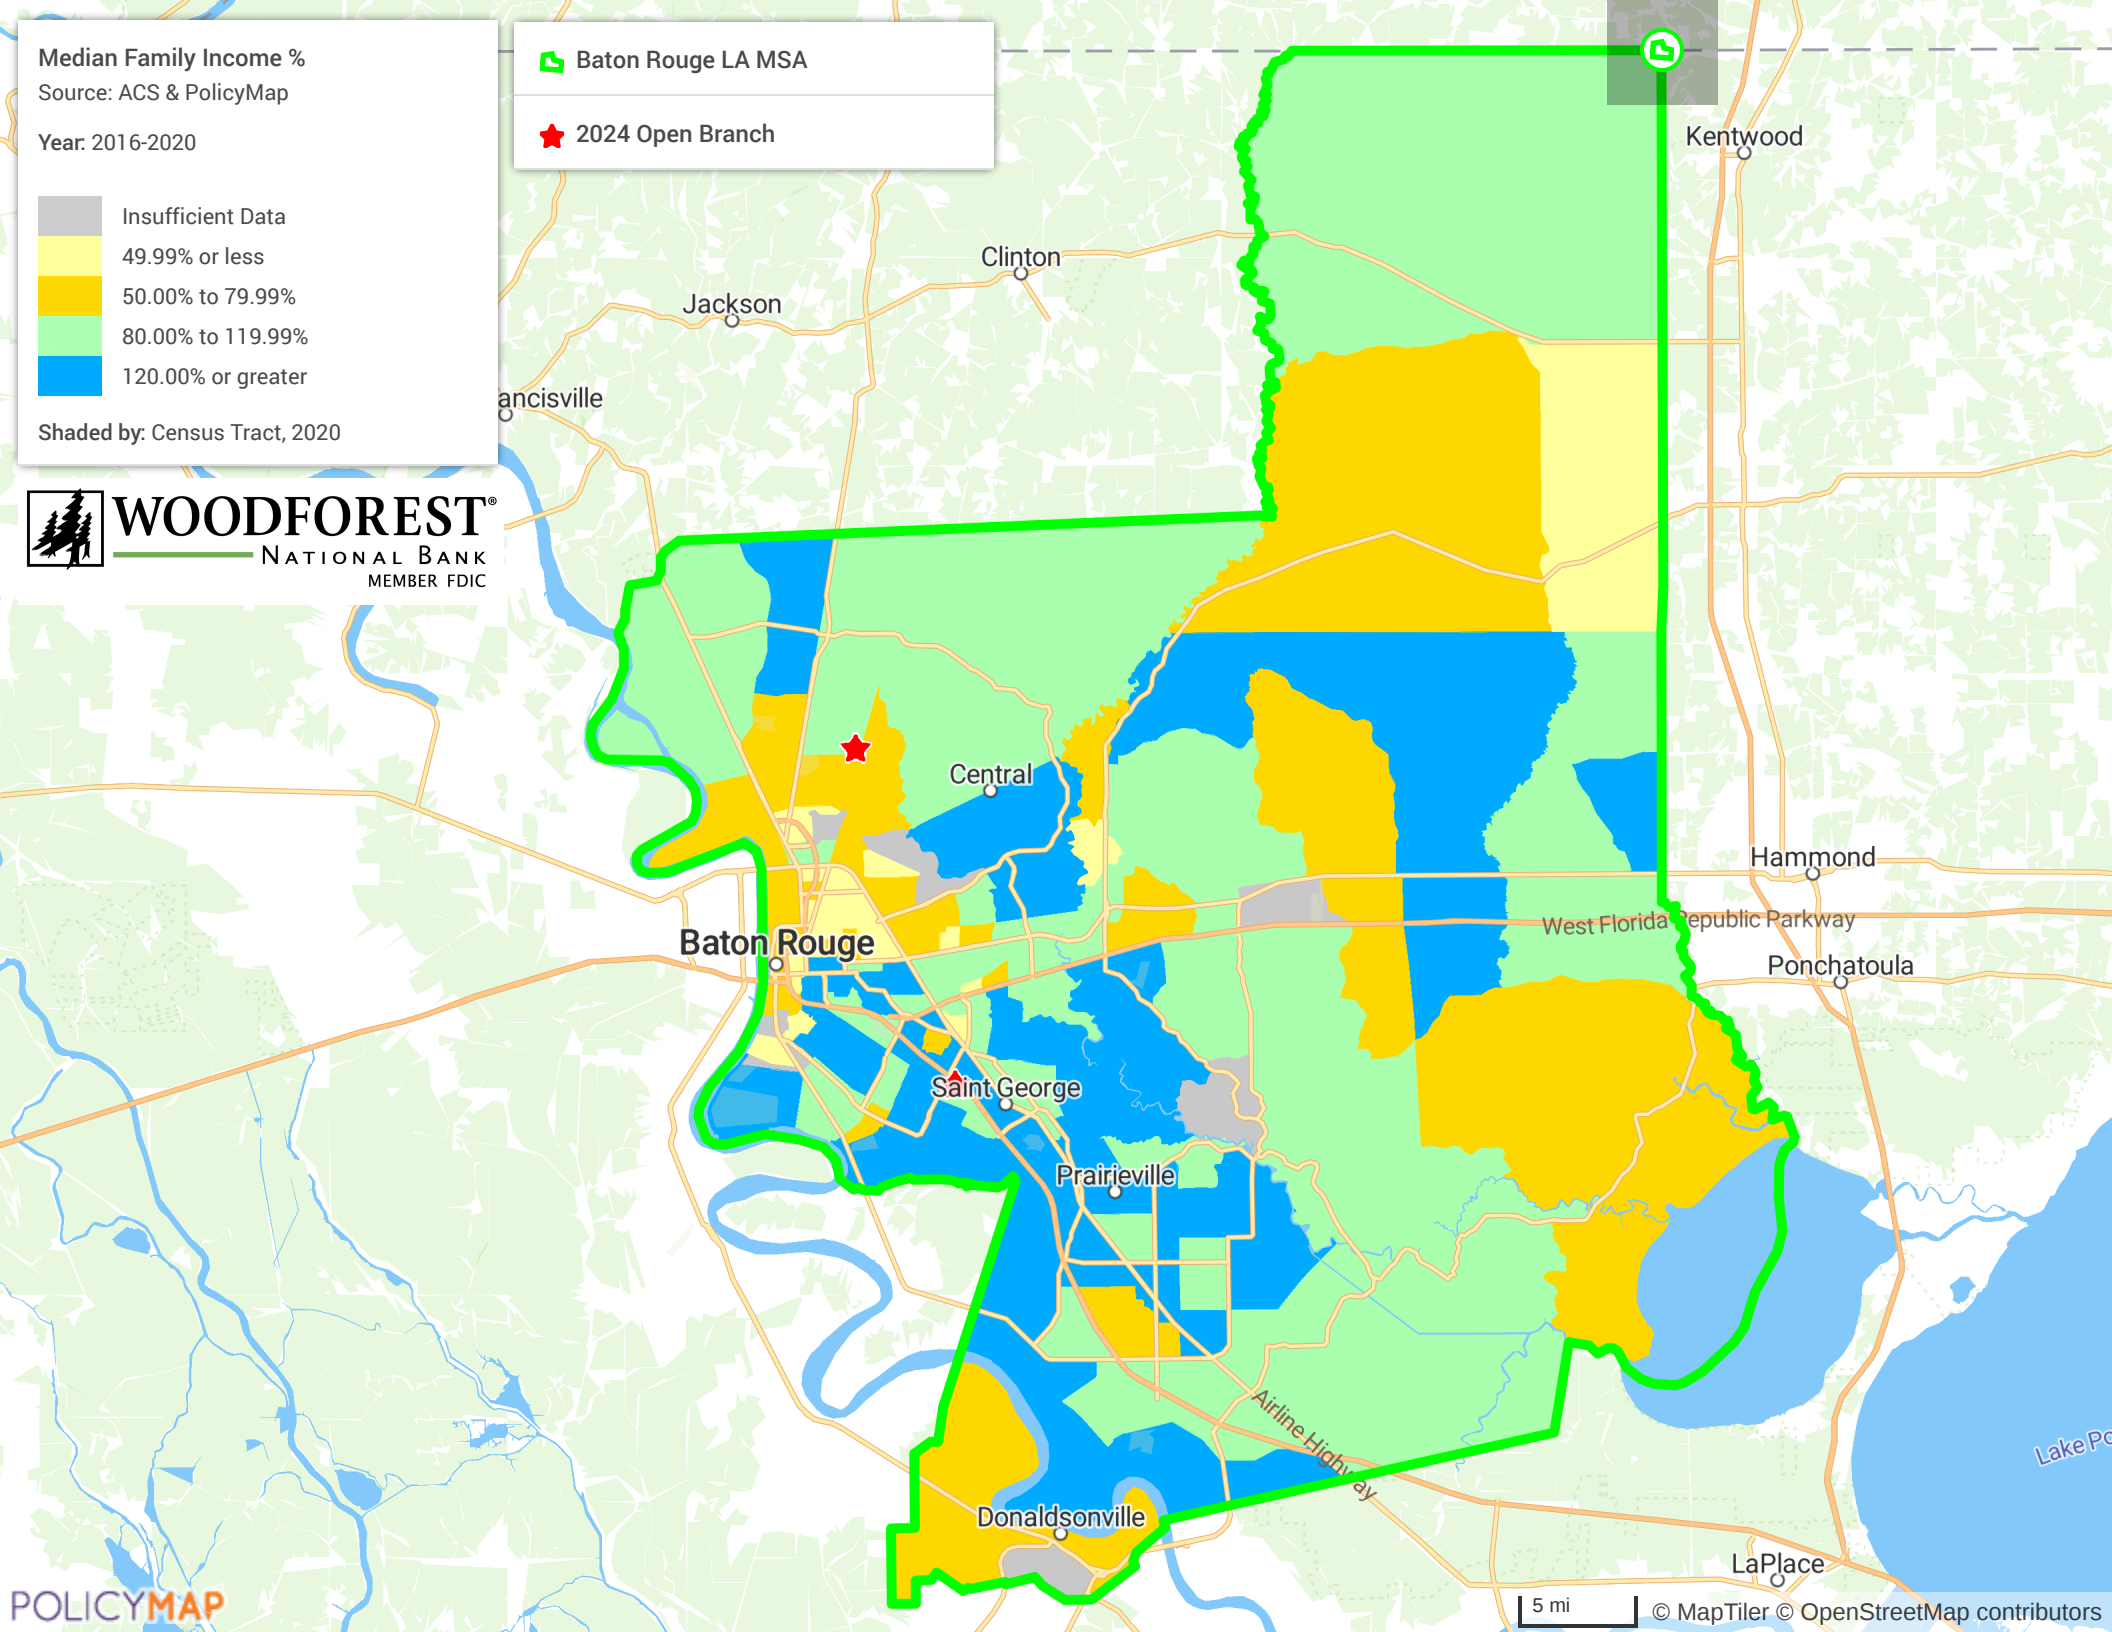 Median Family Income %
Source: ACS & PolicyMap
Year: 2016-2020
Insufficient Data
49.99% or less
50.00% to 79.99%
80.00% to 119.99%
120.00% or greater
Shaded by: Census Tract, 2020
Baton Rouge LA MSA
2024 Open Branch
WOODFOREST®
NATIONAL BANK
MEMBER FDIC
Kentwood
Clinton
Jackson
ancisville
Central
Hammond
West Florida Republic Parkway
Baton Rouge
Ponchatoula
Saint George
Prairieville
Airline Highway
Lake Po
Donaldsonville
LaPlace
POLICYMAP
5 mi
© MapTiler © OpenStreetMap contributors